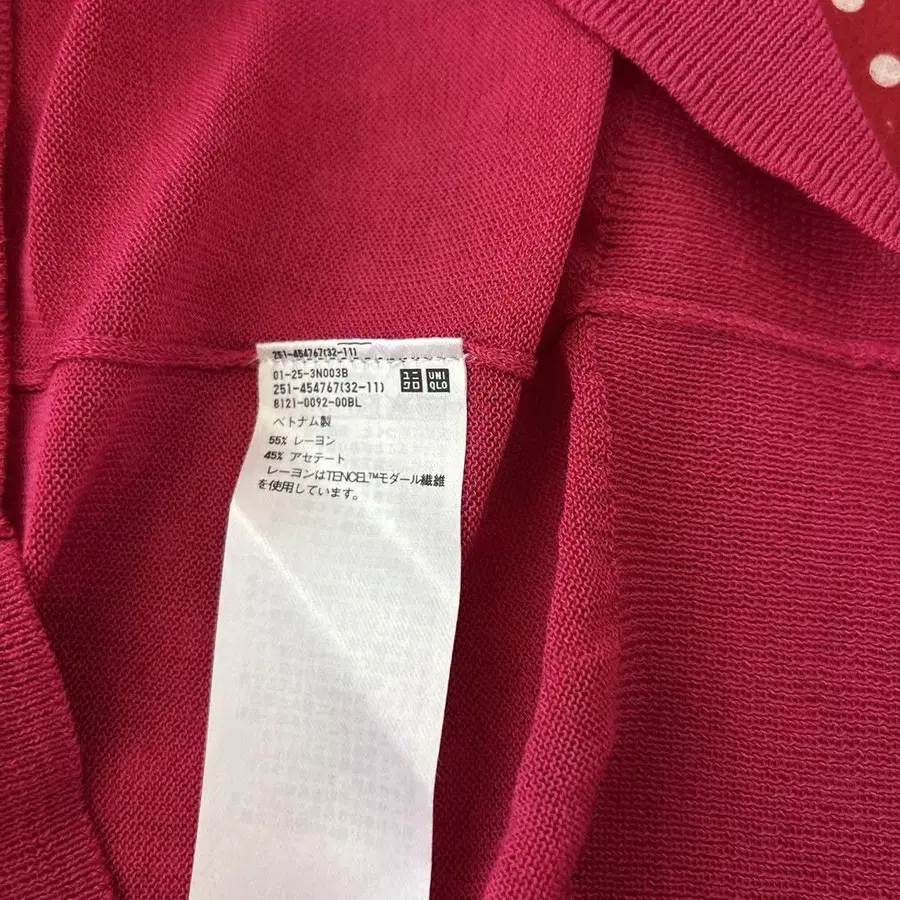 251-454767(32-11)
01-25-3N003B
251-454767(32-11)
8121-0092-00BL
ユニ
クロ
UNI
QLO
ベトナム製
55% レーヨン
45% アセテート
レーヨンはTENCEL™モダール繊維
を使用しています。